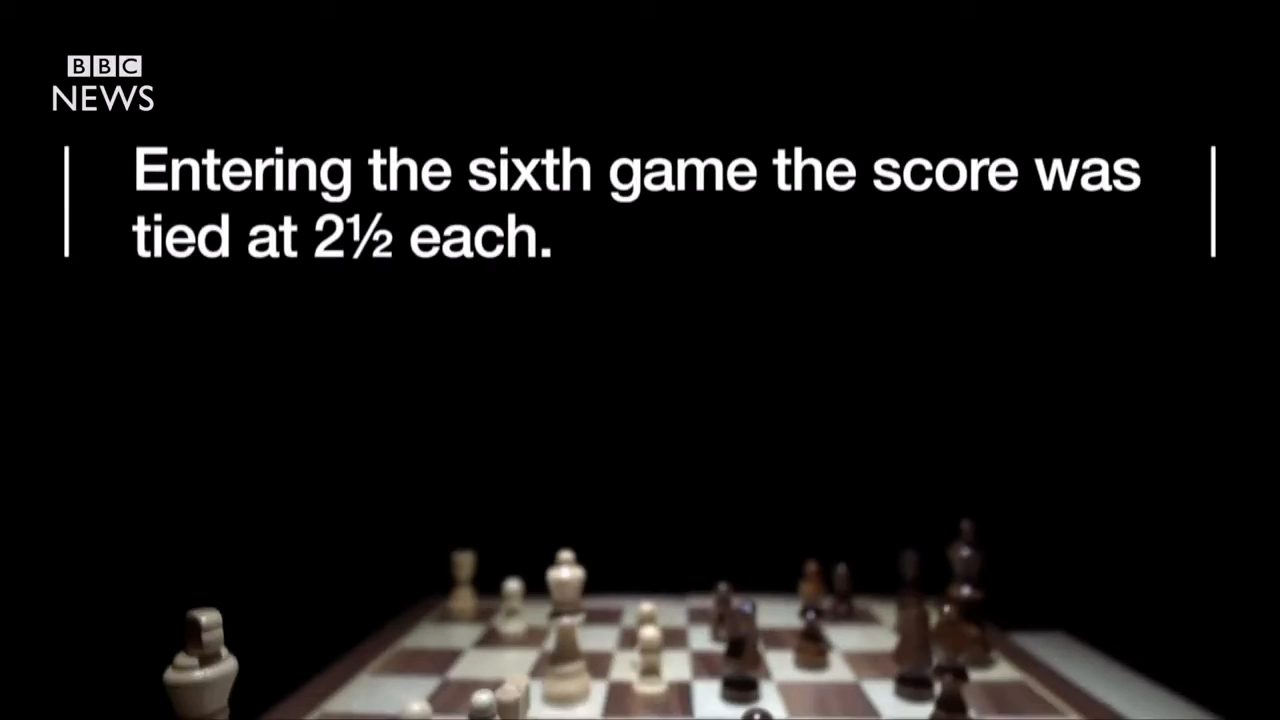 BBC
NEWS
Entering the sixth game the score was
tied at 2½ each.